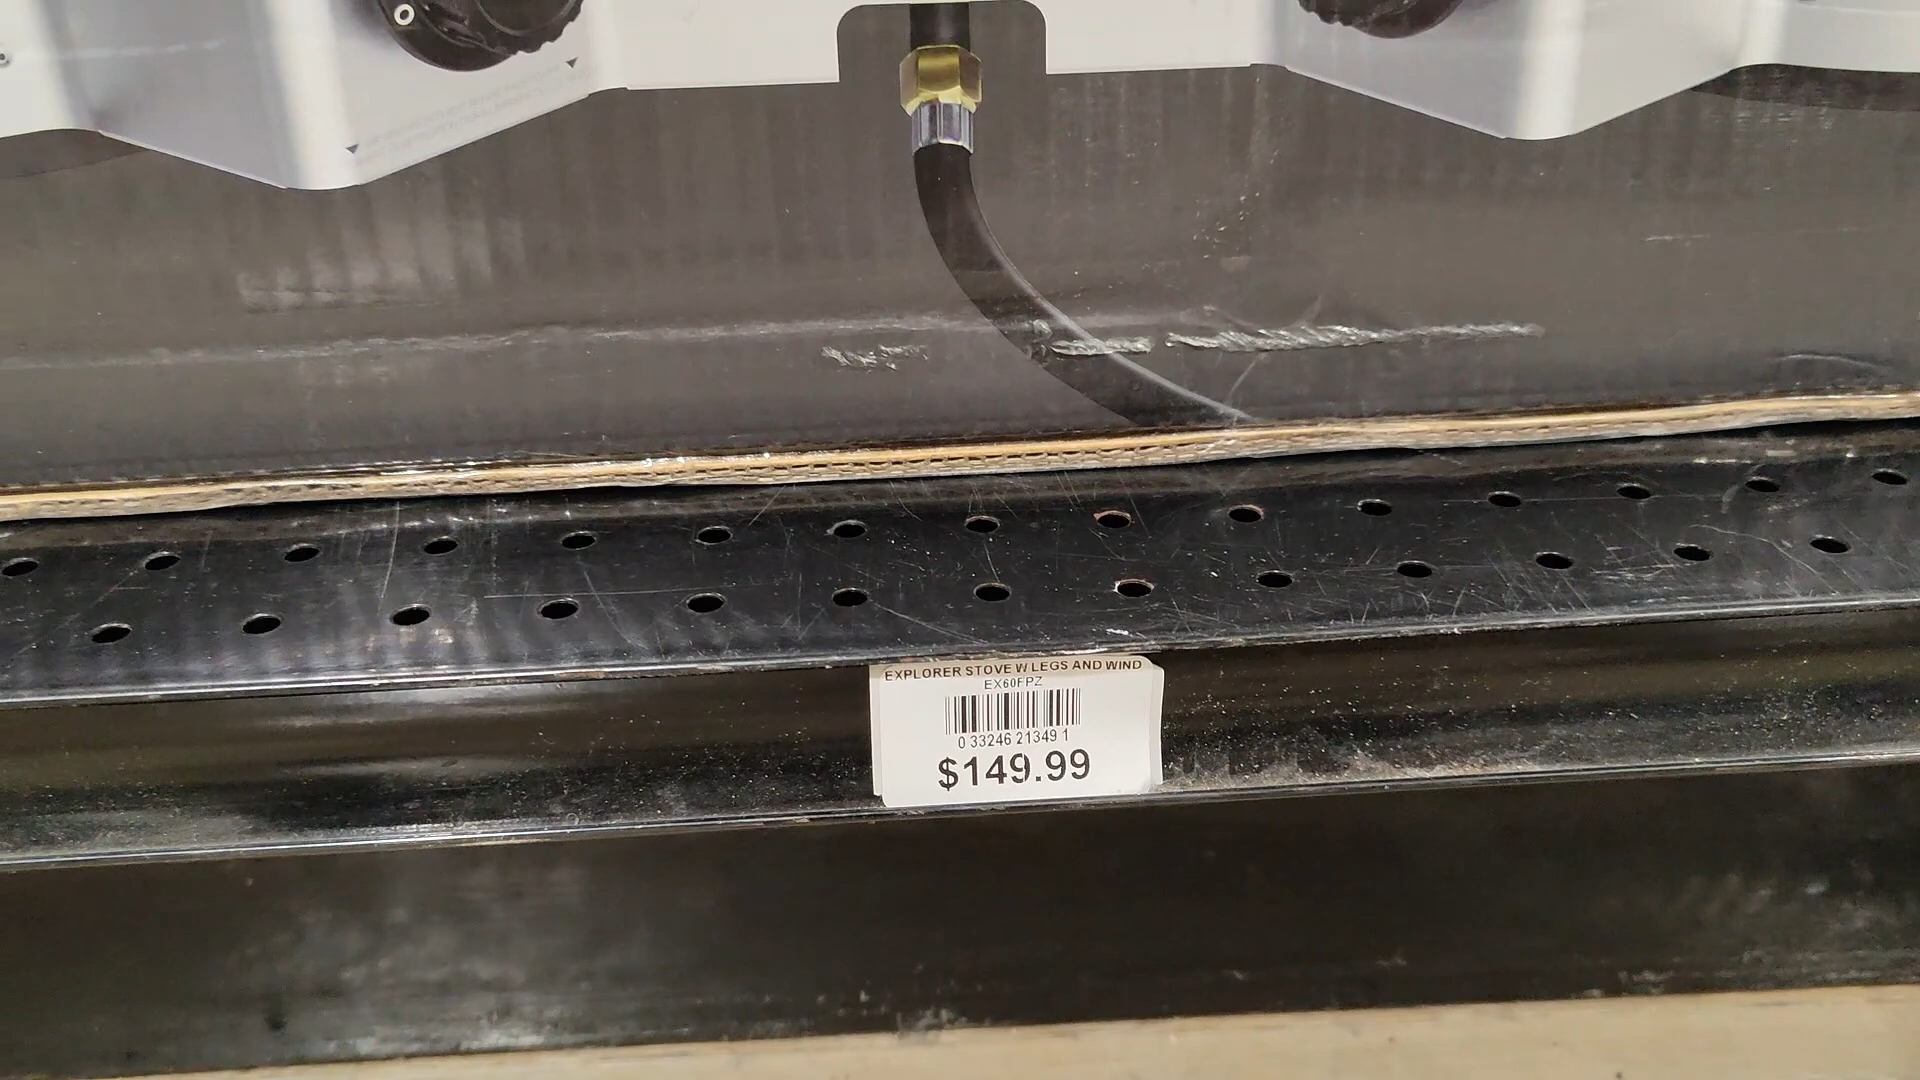 EXPLORER STOVE W LEGS AND WIND
EX60FPZ
0 33246 21349 1
$149.99